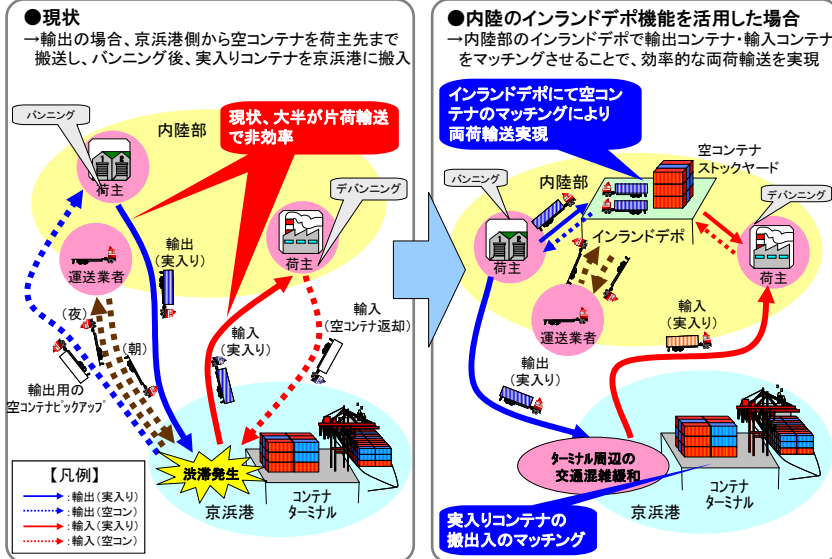 ●現状
→輸出の場合、京浜港側から空コンテナを荷主先まで
搬送し、バンニング後、実入りコンテナを京浜港に搬入
バンニング
現状、大半が片荷輸送
で非効率
内陸部
荷主
デバンニング
荷主
運送業者
輸出
(実入り)
(夜)
(朝)
輸入
(実入り)
輸入
(空コンテナ返却)
輸出用の
空コンテナピックアップ
渋滞発生
コンテナ
ターミナル
京浜港
【凡例】
:輸出(実入り)
:輸出(空コン)
:輸入(実入り)
:輸入(空コン)
●内陸のインランドデポ機能を活用した場合
→内陸部のインランドデポで輸出コンテナ・輸入コンテナ
をマッチングさせることで、効率的な両荷輸送を実現
インランドデポにて空コン
テナのマッチングにより
両荷輸送実現
空コンテナ
ストックヤード
バンニング
内陸部
デバンニング
インランドデポ
荷主
荷主
運送業者
輸入
(実入り)
輸出
(実入り)
ターミナル周辺の
交通混雑緩和
コンテナ
ターミナル
京浜港
実入りコンテナの
搬出入のマッチング